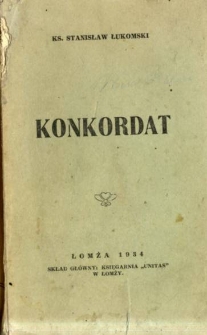 KS. STANISŁAW ŁUKOMSKI
KONKORDAT
ŁOMŻA 1934
SKŁAD GŁÓWNY: KSIĘGARNIA „UNITAS"
W ŁOMŻY.